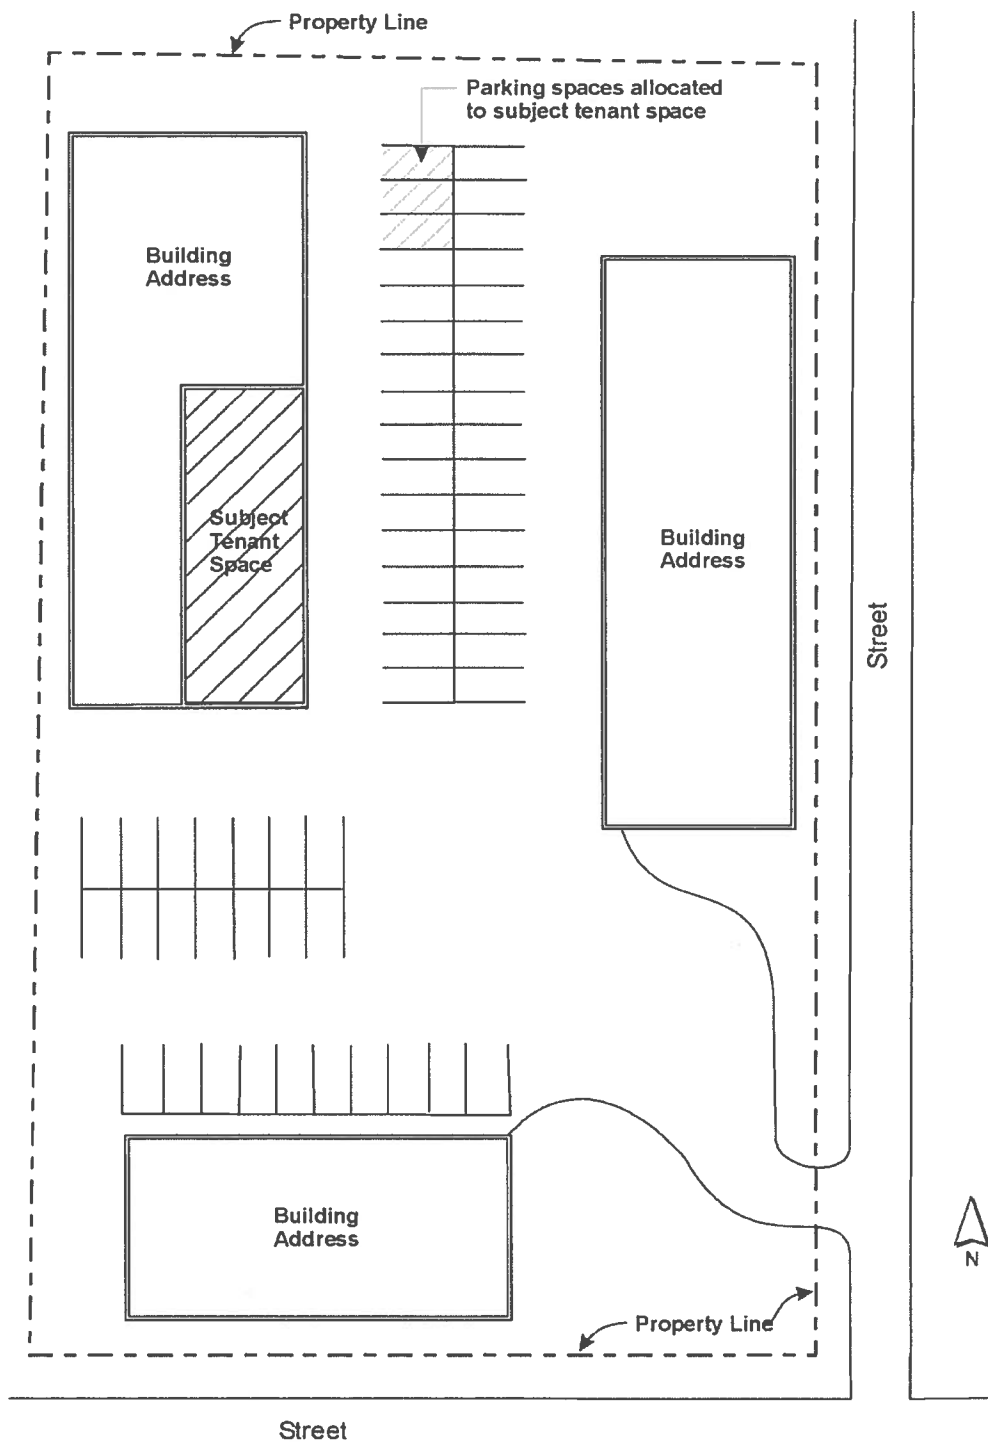 Property Line
Parking spaces allocated
to subject tenant space
Building
Address
Subject
Tenant
Space
Building
Address
Street
Building
Address
N
Property Line
Street